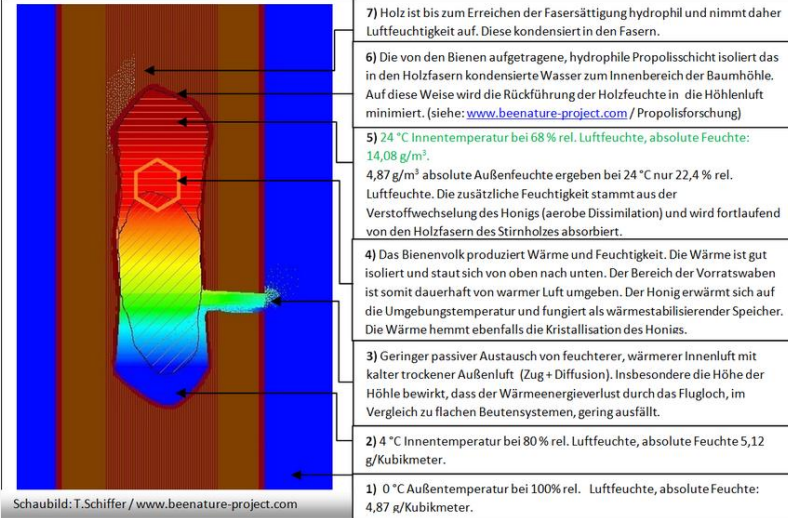 7) Holz ist bis zum Erreichen der Fasersättigung hydrophil und nimmt daher
Luftfeuchtigkeit auf. Diese kondensiert in den Fasern.
6) Die von den Bienen aufgetragene, hydrophile Propolisschicht isoliert das
in den Holzfasern kondensierte Wasser zum Innenbereich der Baumhöhle.
Auf diese Weise wird die Rückführung der Holzfeuchte in die Höhlenluft
minimiert. (siehe: www.beenature-project.com / Propolisforschung)
5) 24 °C Innentemperatur bei 68 % rel. Luftfeuchte, absolute Feuchte:
14,08 g/m³.
4,87 g/m³ absolute Außenfeuchte ergeben bei 24 °C nur 22,4 % rel.
Luftfeuchte. Die zusätzliche Feuchtigkeit stammt aus der
Verstoffwechselung des Honigs (aerobe Dissimilation) und wird fortlaufend
von den Holzfasern des Stirnholzes absorbiert.
4) Das Bienenvolk produziert Wärme und Feuchtigkeit. Die Wärme ist gut
isoliert und staut sich von oben nach unten. Der Bereich der Vorratswaben
ist somit dauerhaft von warmer Luft umgeben. Der Honig erwärmt sich auf
die Umgebungstemperatur und fungiert als wärmestabilisierender Speicher.
Die Wärme hemmt ebenfalls die Kristallisation des Honigs.
3) Geringer passiver Austausch von feuchterer, wärmerer Innenluft mit
kalter trockener Außenluft (Zug + Diffusion). Insbesondere die Höhe der
Höhle bewirkt, dass der Wärmeenergieverlust durch das Flugloch, im
Vergleich zu flachen Beutensystemen, gering ausfällt.
2) 4 °C Innentemperatur bei 80 % rel. Luftfeuchte, absolute Feuchte 5,12
g/Kubikmeter.
1) 0 °C Außentemperatur bei 100% rel. Luftfeuchte, absolute Feuchte:
4,87 g/Kubikmeter.
Schaubild: T.Schiffer / www.beenature-project.com